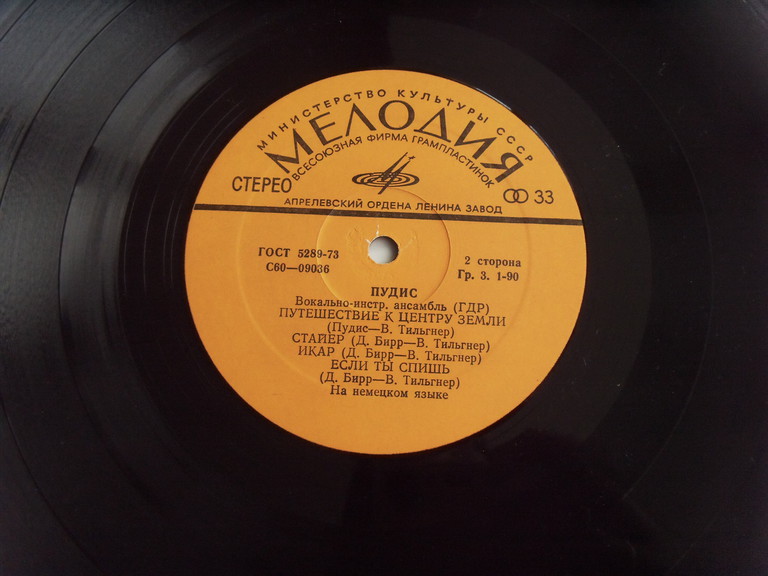 МИНИСТЕРСТВО КУЛЬТУРЫ СССР
МЕЛОДИЯ
ВСЕСОЮЗНАЯ ФИРМА ГРАМПЛАСТИНОК
СТЕРЕО
33
АПРЕЛЕВСКИЙ ОРДЕНА ЛЕНИНА ЗАВОД
ГОСТ 5289-73
С60—09036
2 сторона
Гр. 3. 1-90
ПУДИС
Вокально-инстр. ансамбль (ГДР)
ПУТЕШЕСТВИЕ К ЦЕНТРУ ЗЕМЛИ
(Пудис—В. Тильгнер)
СТАЙЕР (Д. Бирр—В. Тильгнер)
ИКАР (Д. Бирр—В. Тильгнер)
ЕСЛИ ТЫ СПИШЬ
(Д. Бирр—В. Тильгнер)
На немецком языке